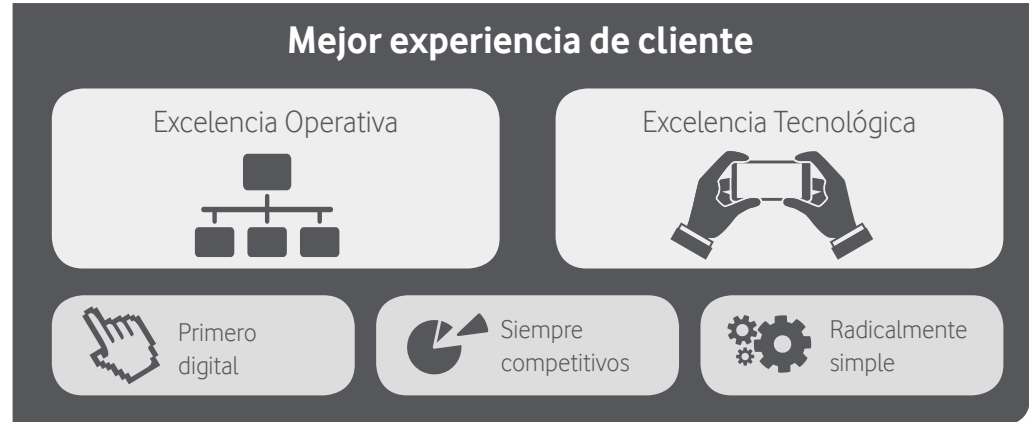 Mejor experiencia de cliente
Excelencia Operativa
Excelencia Tecnológica
Primero
digital
Siempre
competitivos
Radicalmente
simple